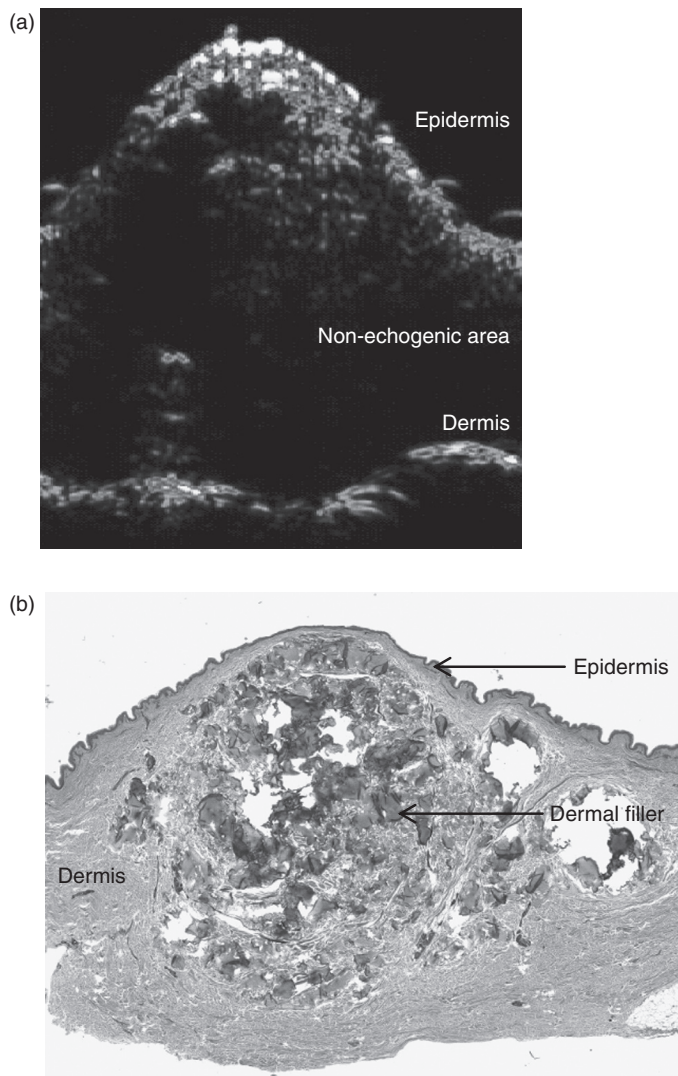 (a)
Epidermis
Non-echogenic area
Dermis
(b)
Epidermis
Dermal filler
Dermis